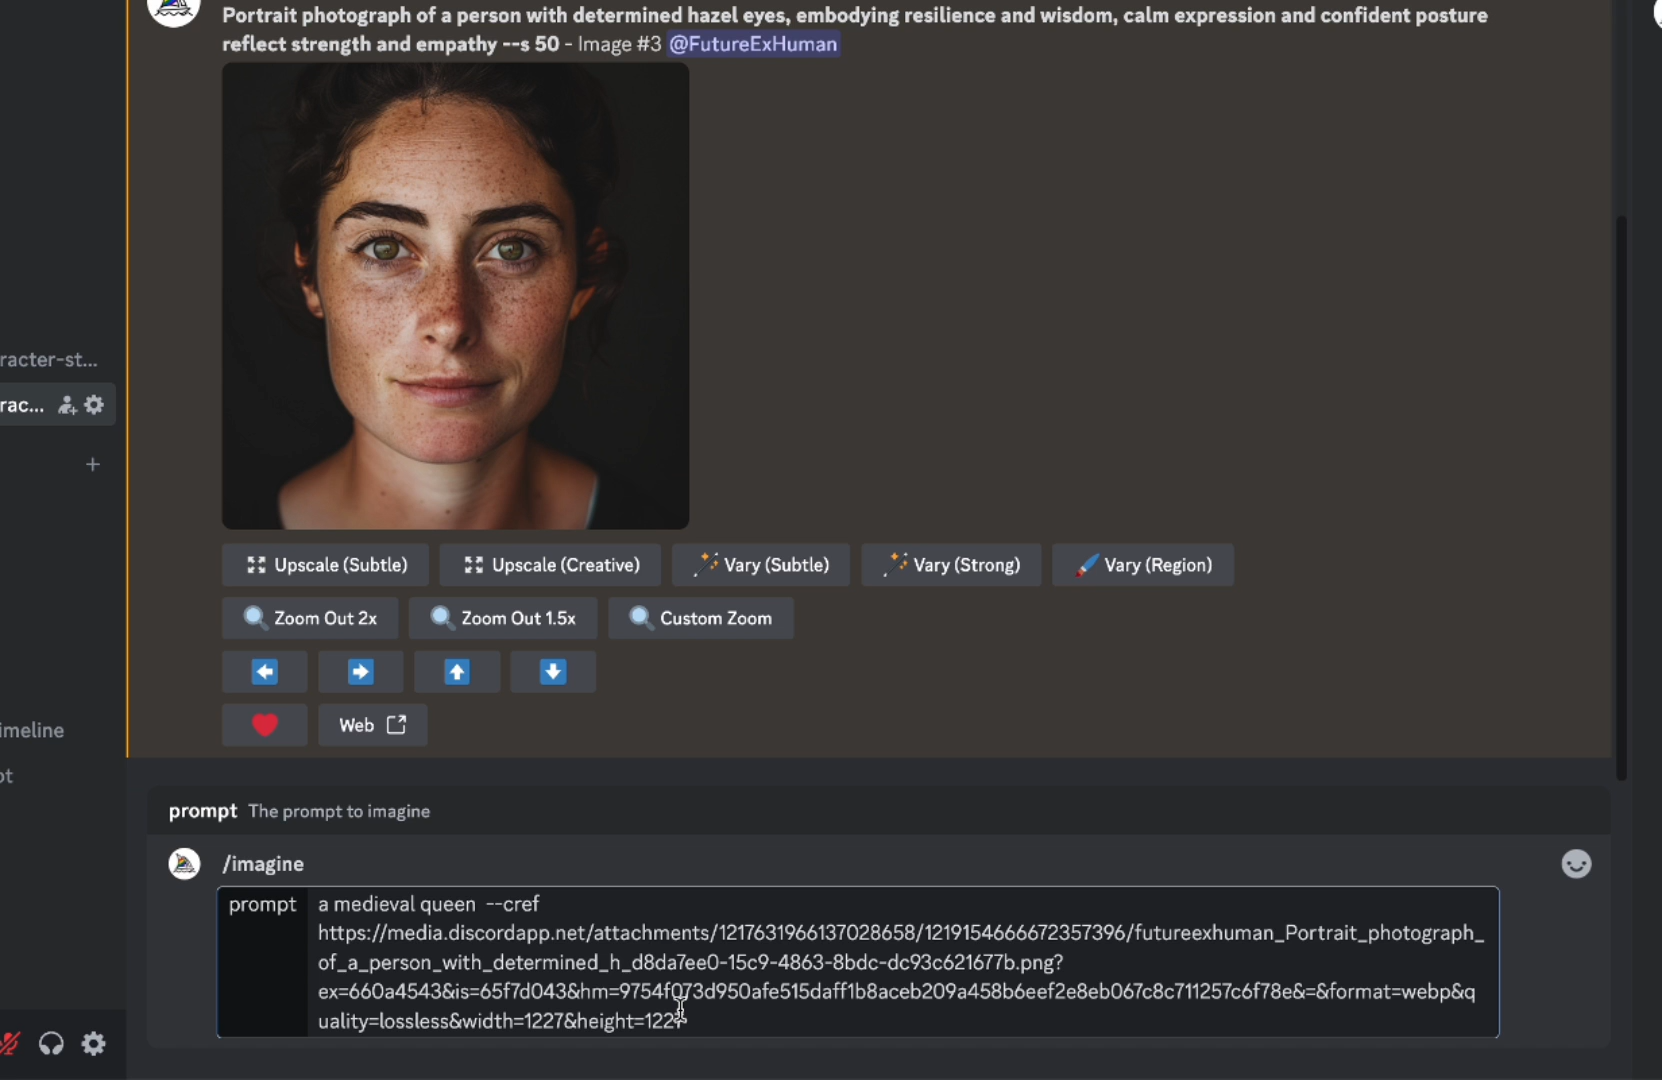 Portrait photograph of a person with determined hazel eyes, embodying resilience and wisdom, calm expression and confident posture
reflect strength and empathy --s 50 - Image #3 @FutureExHuman
racter-st...
rac...
Upscale (Subtle) Upscale (Creative) Vary (Subtle) Vary (Strong) Vary (Region)
Zoom Out 2x Zoom Out 1.5x Custom Zoom
Web
imeline
ot
prompt The prompt to imagine
/imagine
prompt a medieval queen --cref
https://media.discordapp.net/attachments/1217631966137028658/1219154666672357396/futureexhuman_Portrait_photograph_
of_a_person_with_determined_h_d8da7ee0-15c9-4863-8bdc-dc93c621677b.png?
ex=660a4543&is=65f7d043&hm=9754f073d950afe515daff1b8aceb209a458b6eef2e8eb067c8c711257c6f78e&=&format=webp&q
uality=lossless&width=1227&height=1227